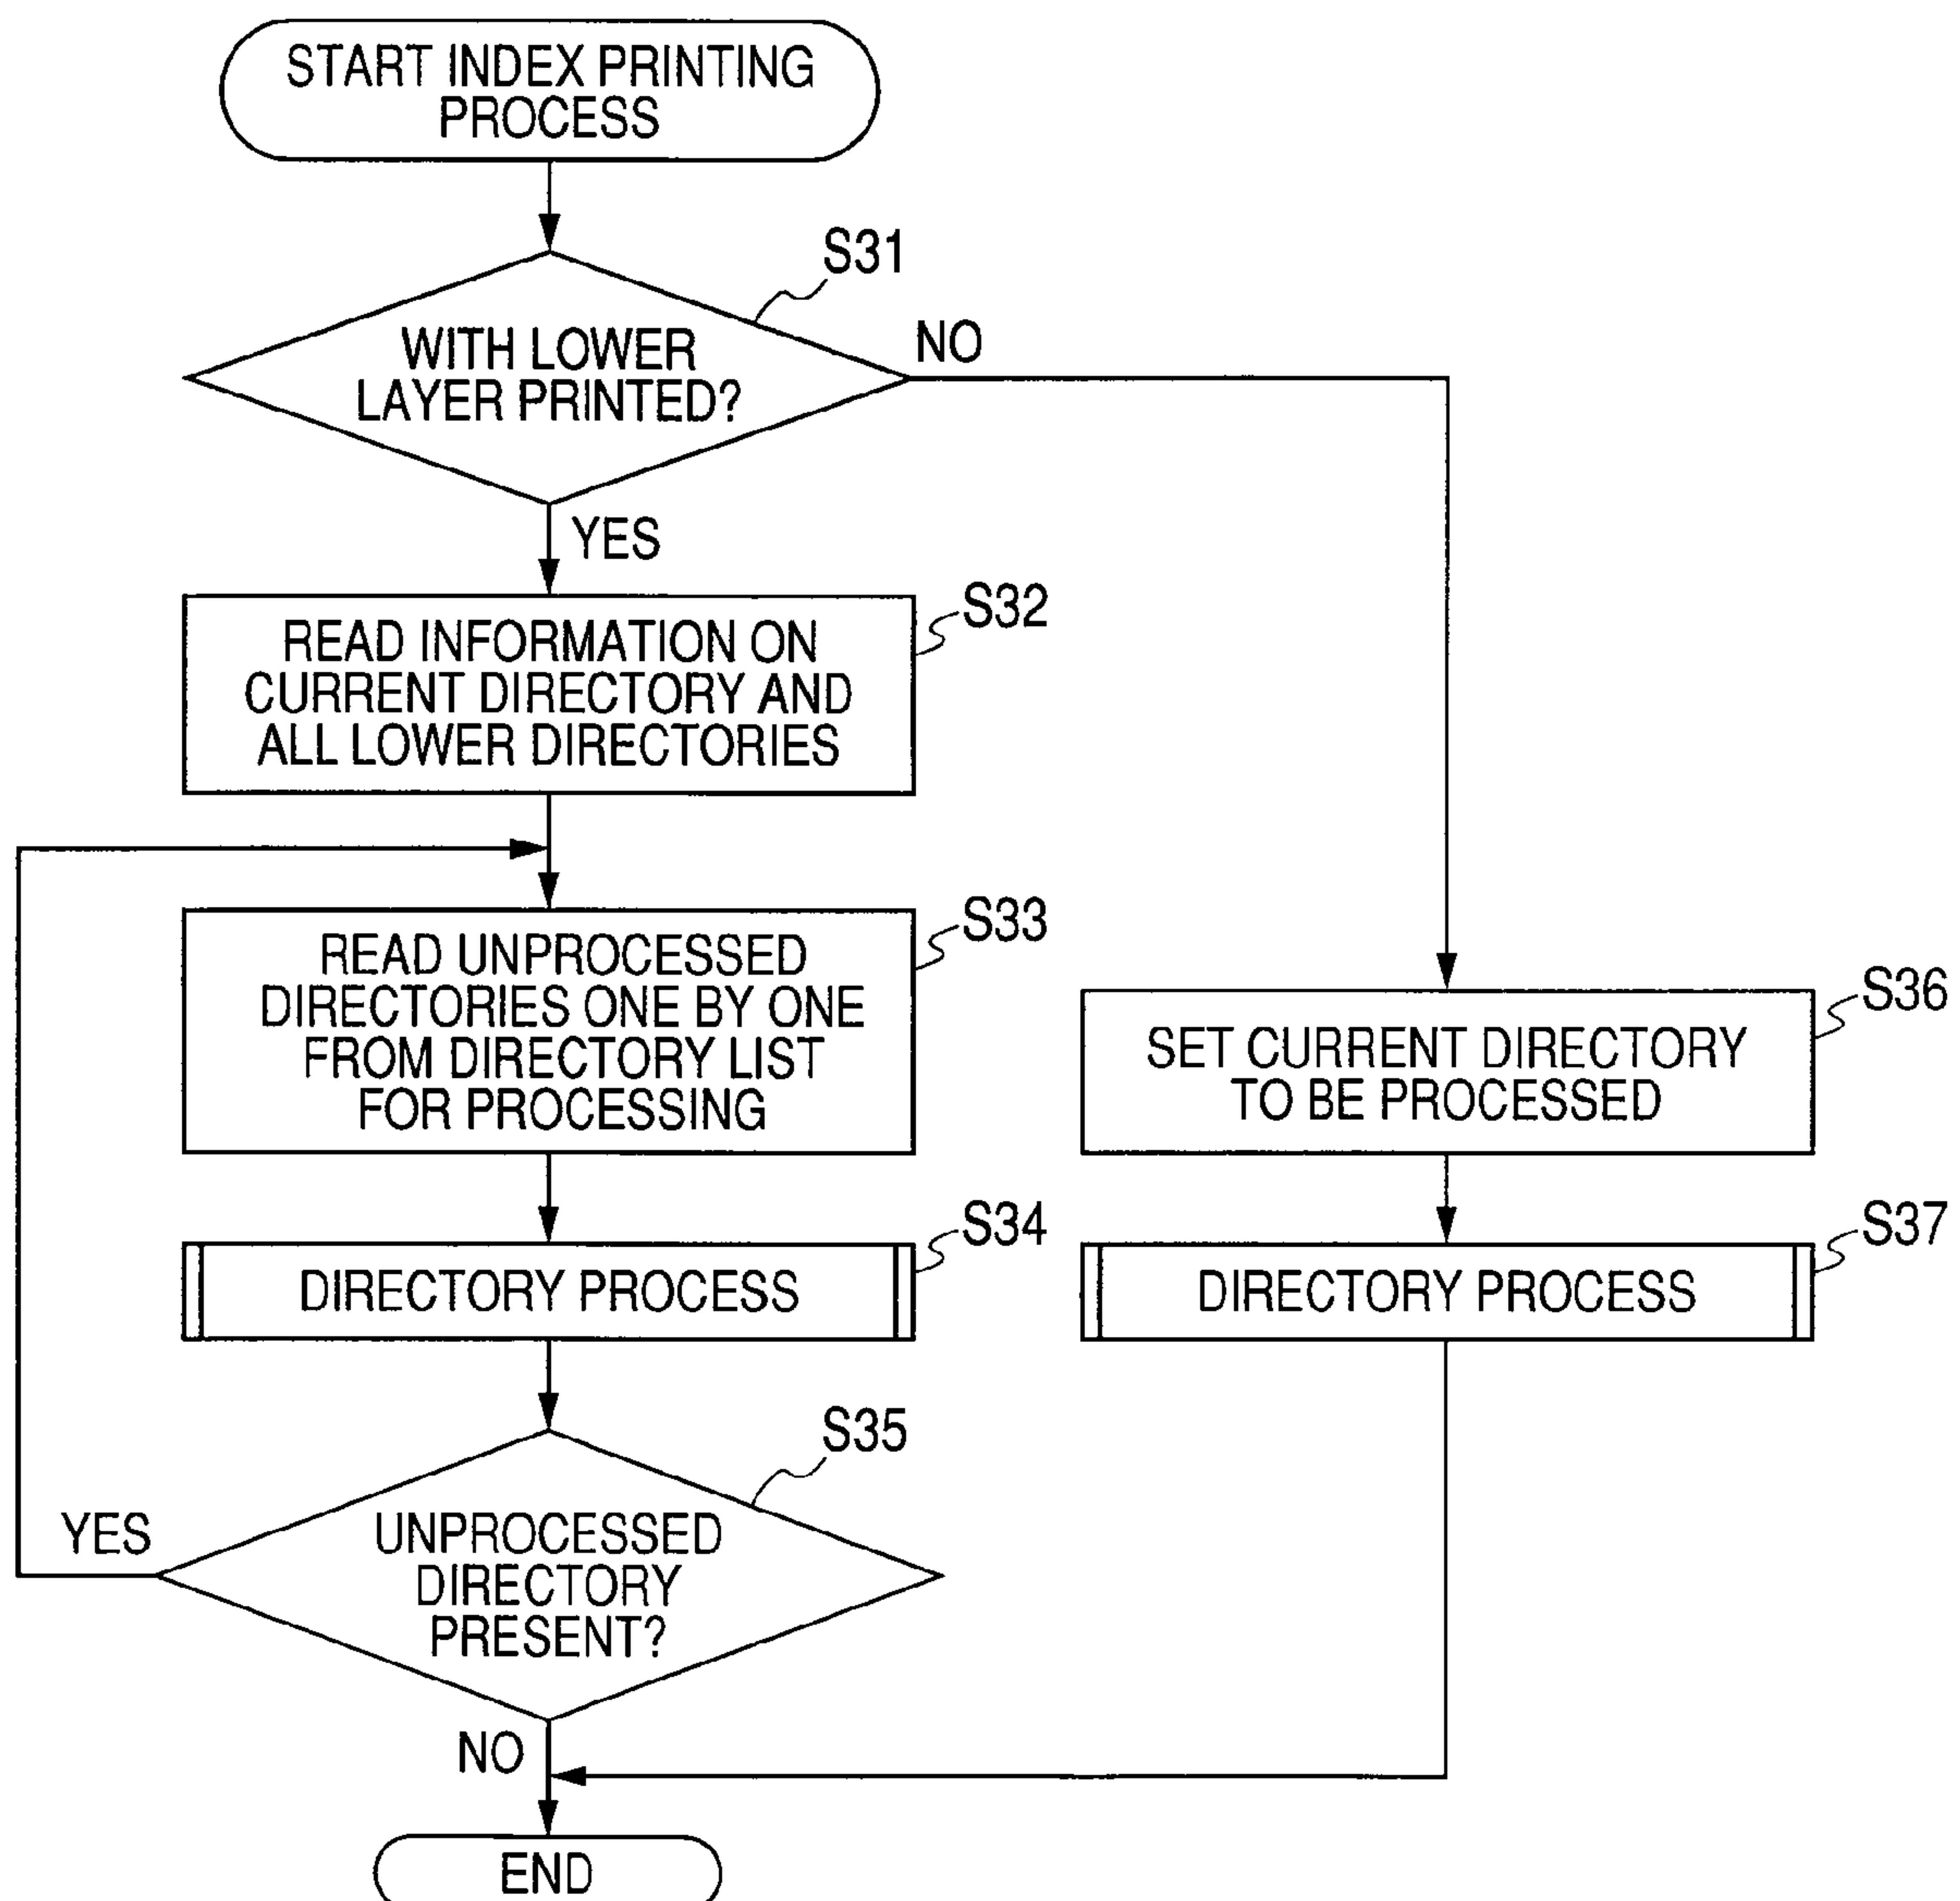 START INDEX PRINTING
PROCESS
S31
WITH LOWER
LAYER PRINTED?
NO
YES
S32
READ INFORMATION ON
CURRENT DIRECTORY AND
ALL LOWER DIRECTORIES
S33
READ UNPROCESSED
DIRECTORIES ONE BY ONE
FROM DIRECTORY LIST
FOR PROCESSING
S36
SET CURRENT DIRECTORY
TO BE PROCESSED
S34
DIRECTORY PROCESS
S37
DIRECTORY PROCESS
S35
YES
UNPROCESSED
DIRECTORY
PRESENT?
NO
END